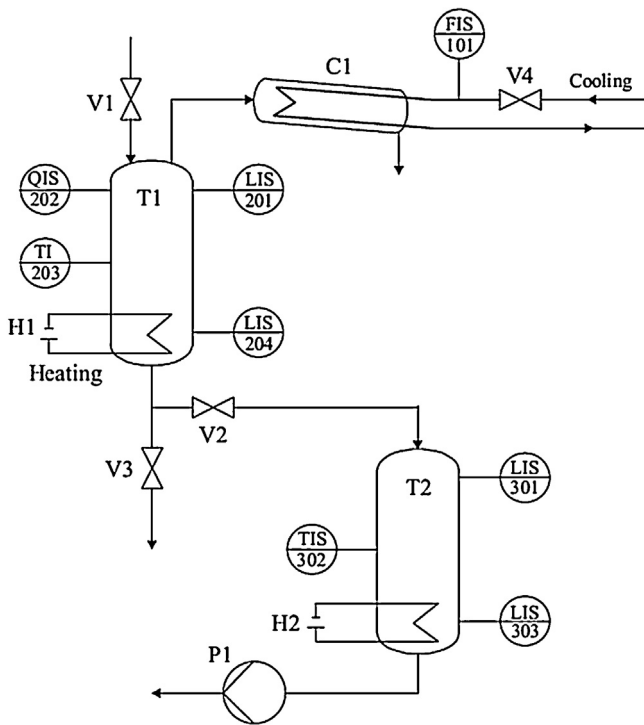 FIS
101
C1
V4
Cooling
V1
QIS
202
T1
LIS
201
TI
203
H1
LIS
204
Heating
V2
V3
T2
LIS
301
TIS
302
H2
LIS
303
P1